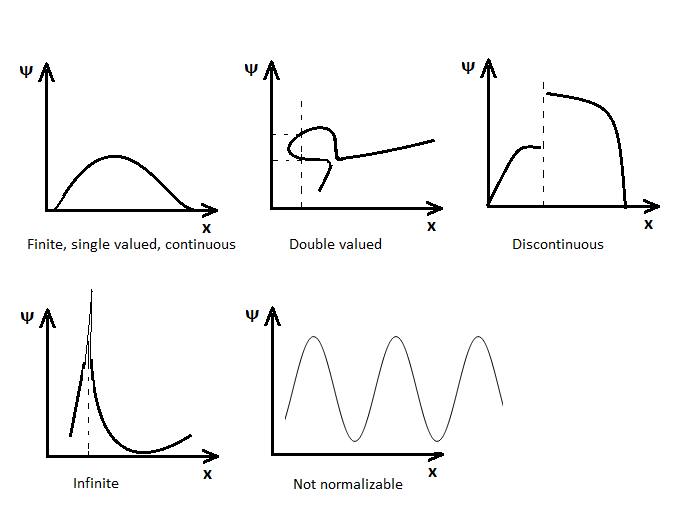 Ψ
Ψ
Ψ
x
x
x
Finite, single valued, continuous
Double valued
Discontinuous
Ψ
Ψ
x
x
Infinite
Not normalizable